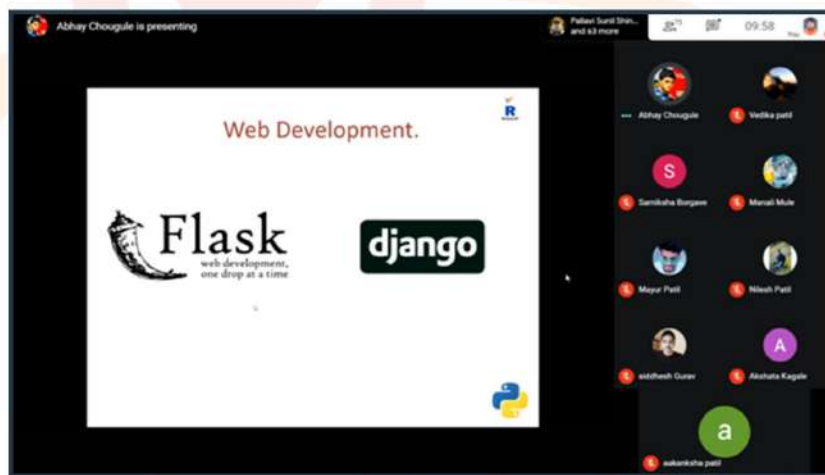 Abhay Chougule is presenting
Pallavi Sunil Shin...
and 63 more
73
09:58
You
Web Development.
R
Flask
web development,
one drop at a time
django
Abhay Chougule
Vedika patil
S
Samiksha Borgave
Manali Mule
Mayur Patil
Nilesh Patil
siddhesh Gurav
A
Akshata Kagale
a
aakanksha patil